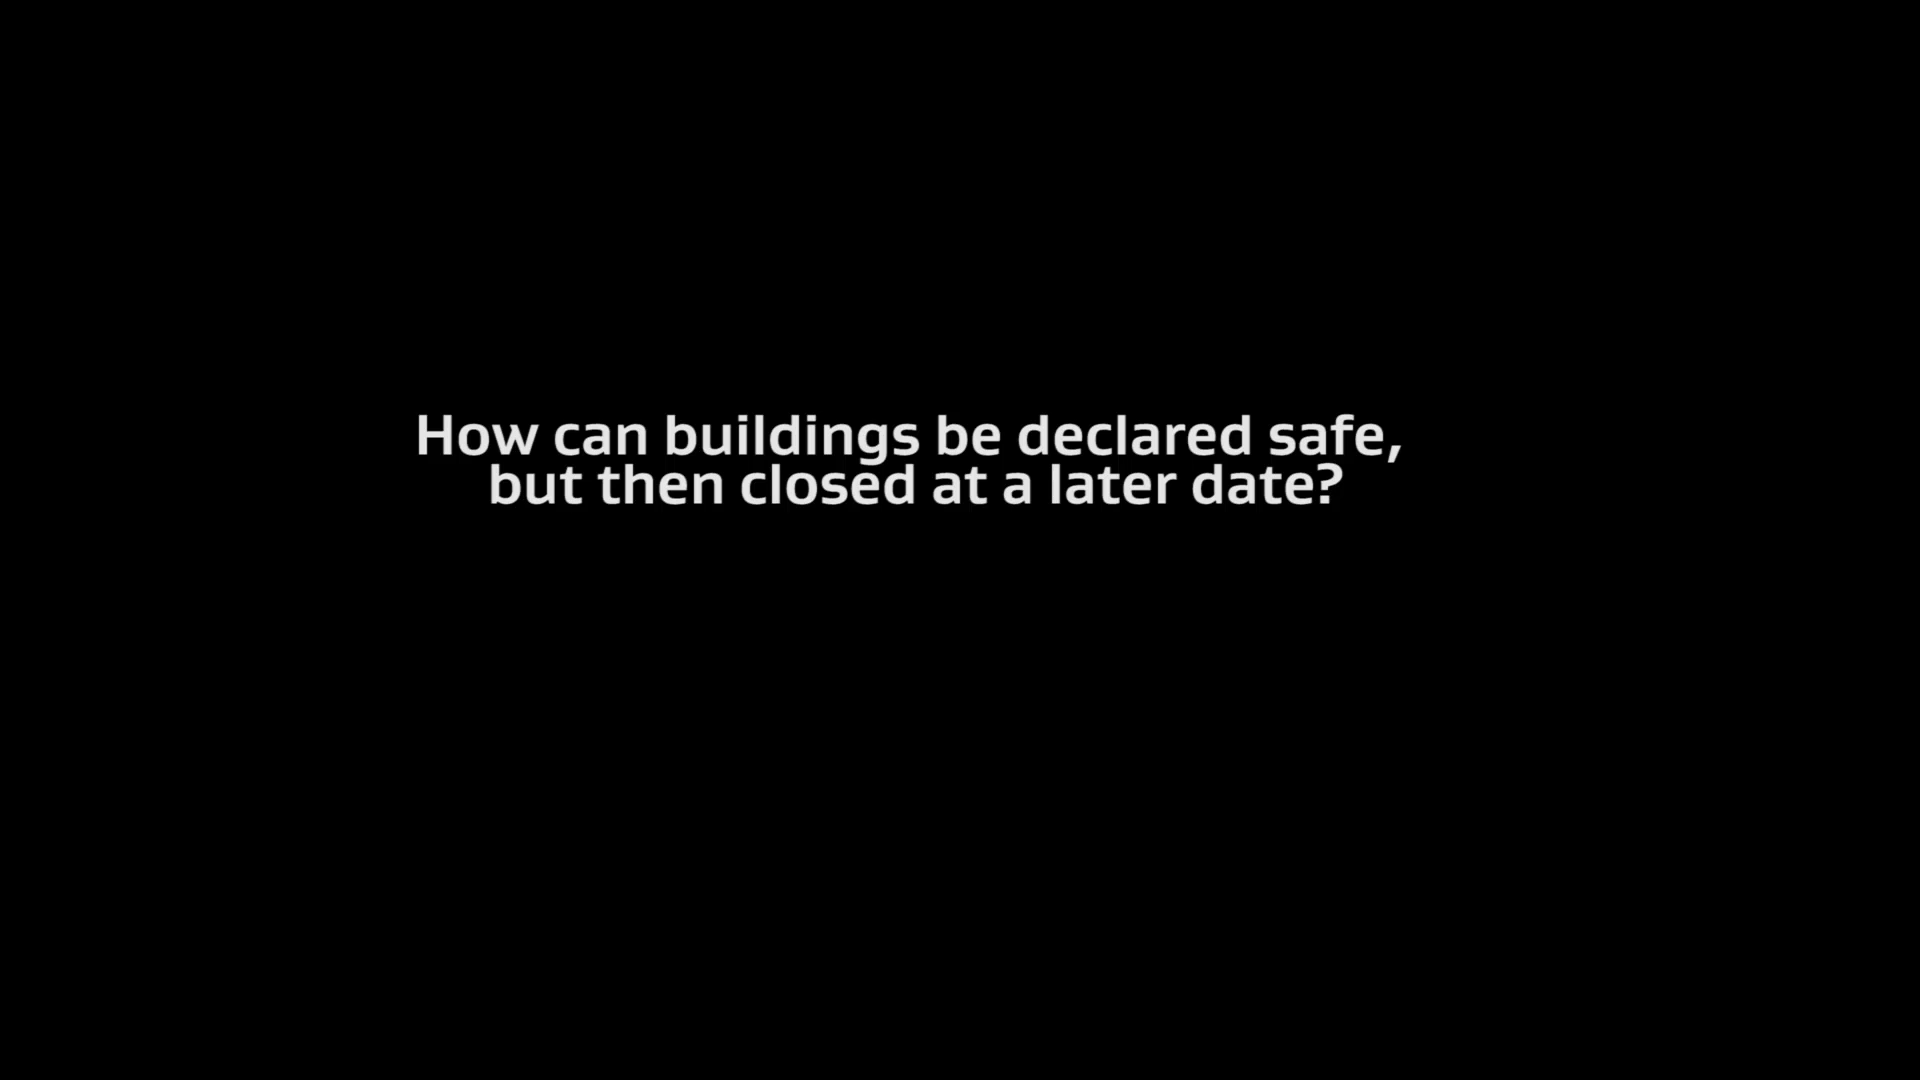 How can buildings be declared safe,
but then closed at a later date?